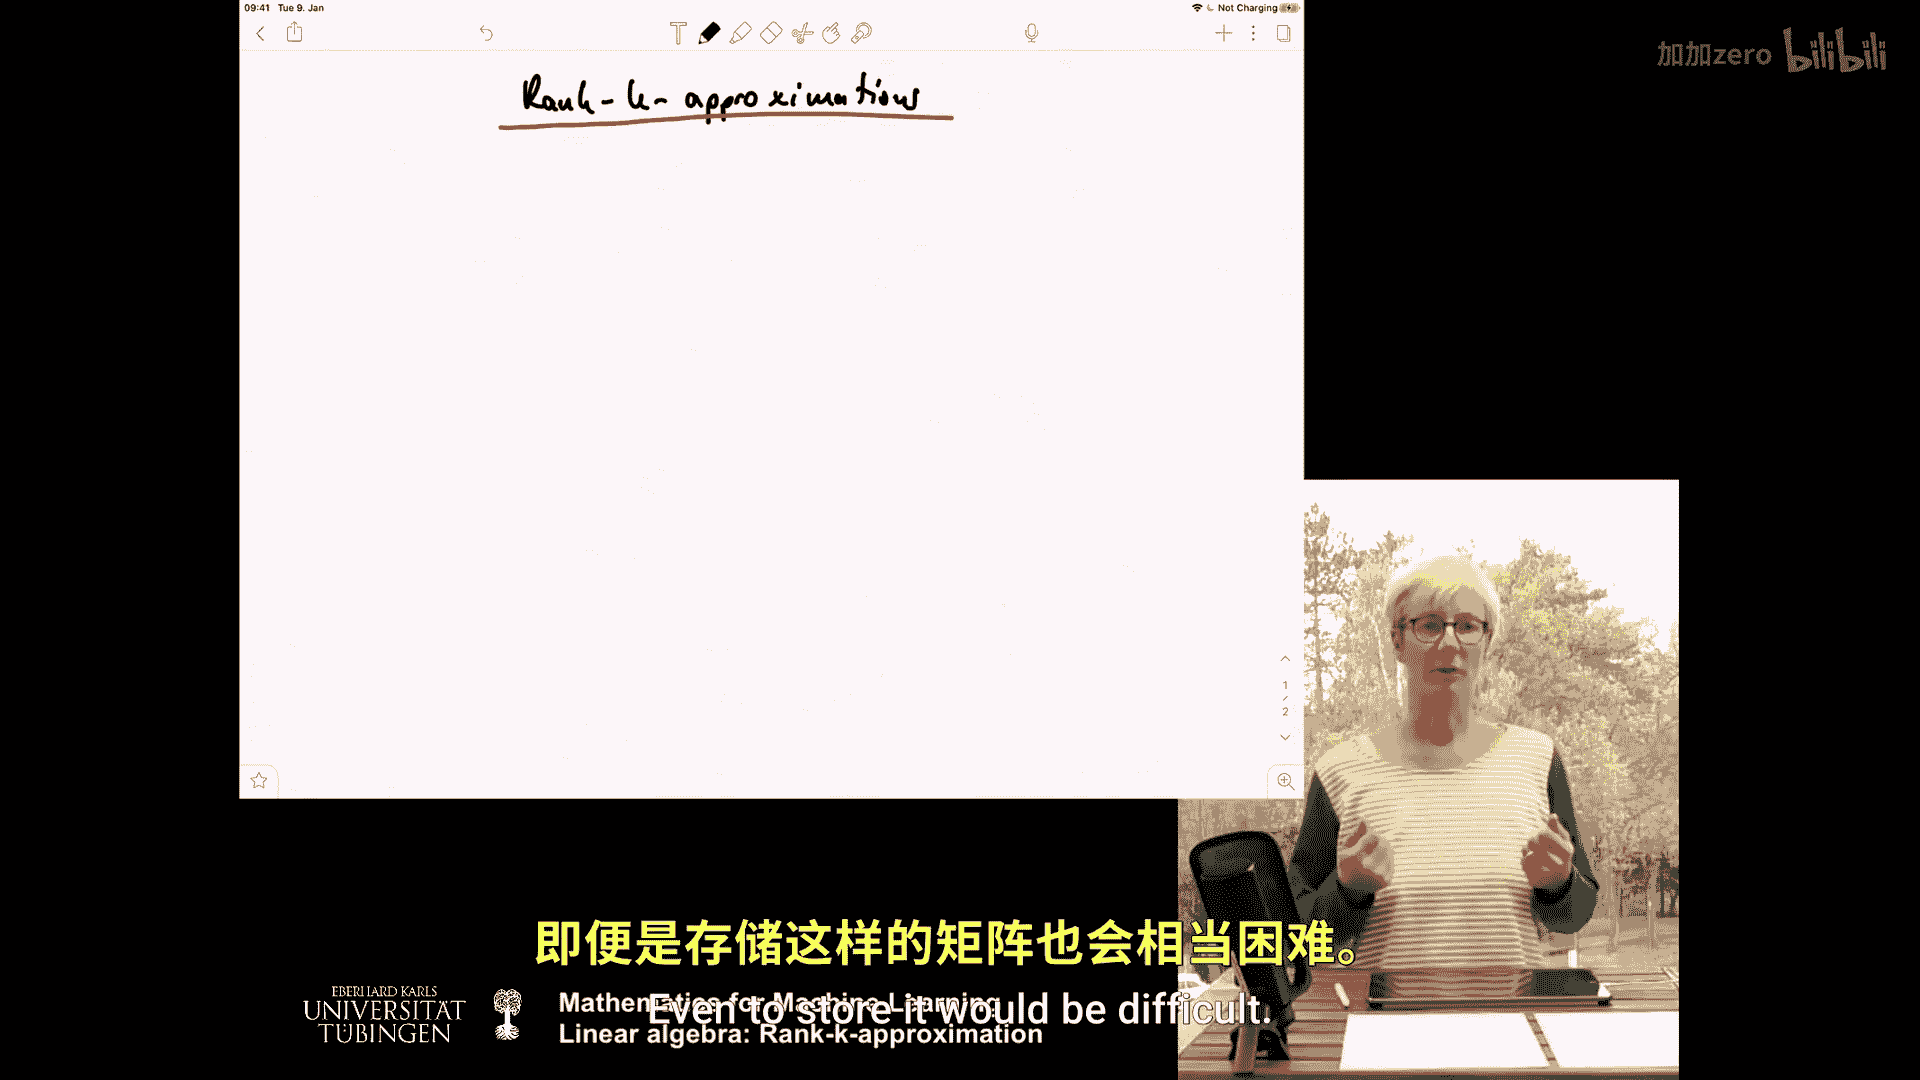 09:41 Tue 9. Jan
Not Charging
加加zero bilibili
Rank-k-approximations
1
/
2
即便是存储这样的矩阵也会相当困难。
Even to store it would be difficult.
EBERHARD KARLS
UNIVERSITÄT
TÜBINGEN
Mathematics for Machine Learning
Linear algebra: Rank-k-approximation